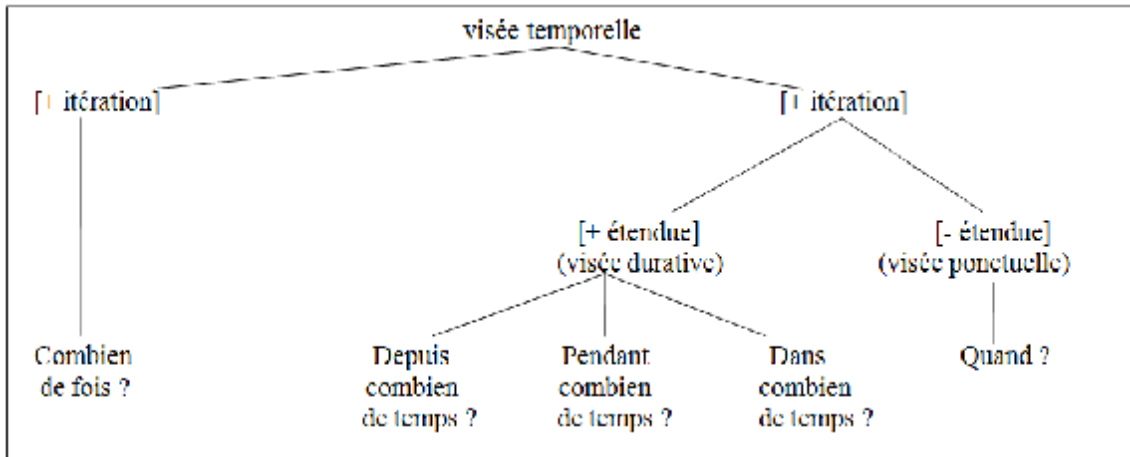 visée temporelle
[+ itération] [+ itération]
[+ étendue] [- étendue]
(visée durative) (visée ponctuelle)
Combien Depuis Pendant Dans Quand ?
de fois ? combien combien combien
de temps ? de temps ? de temps ?